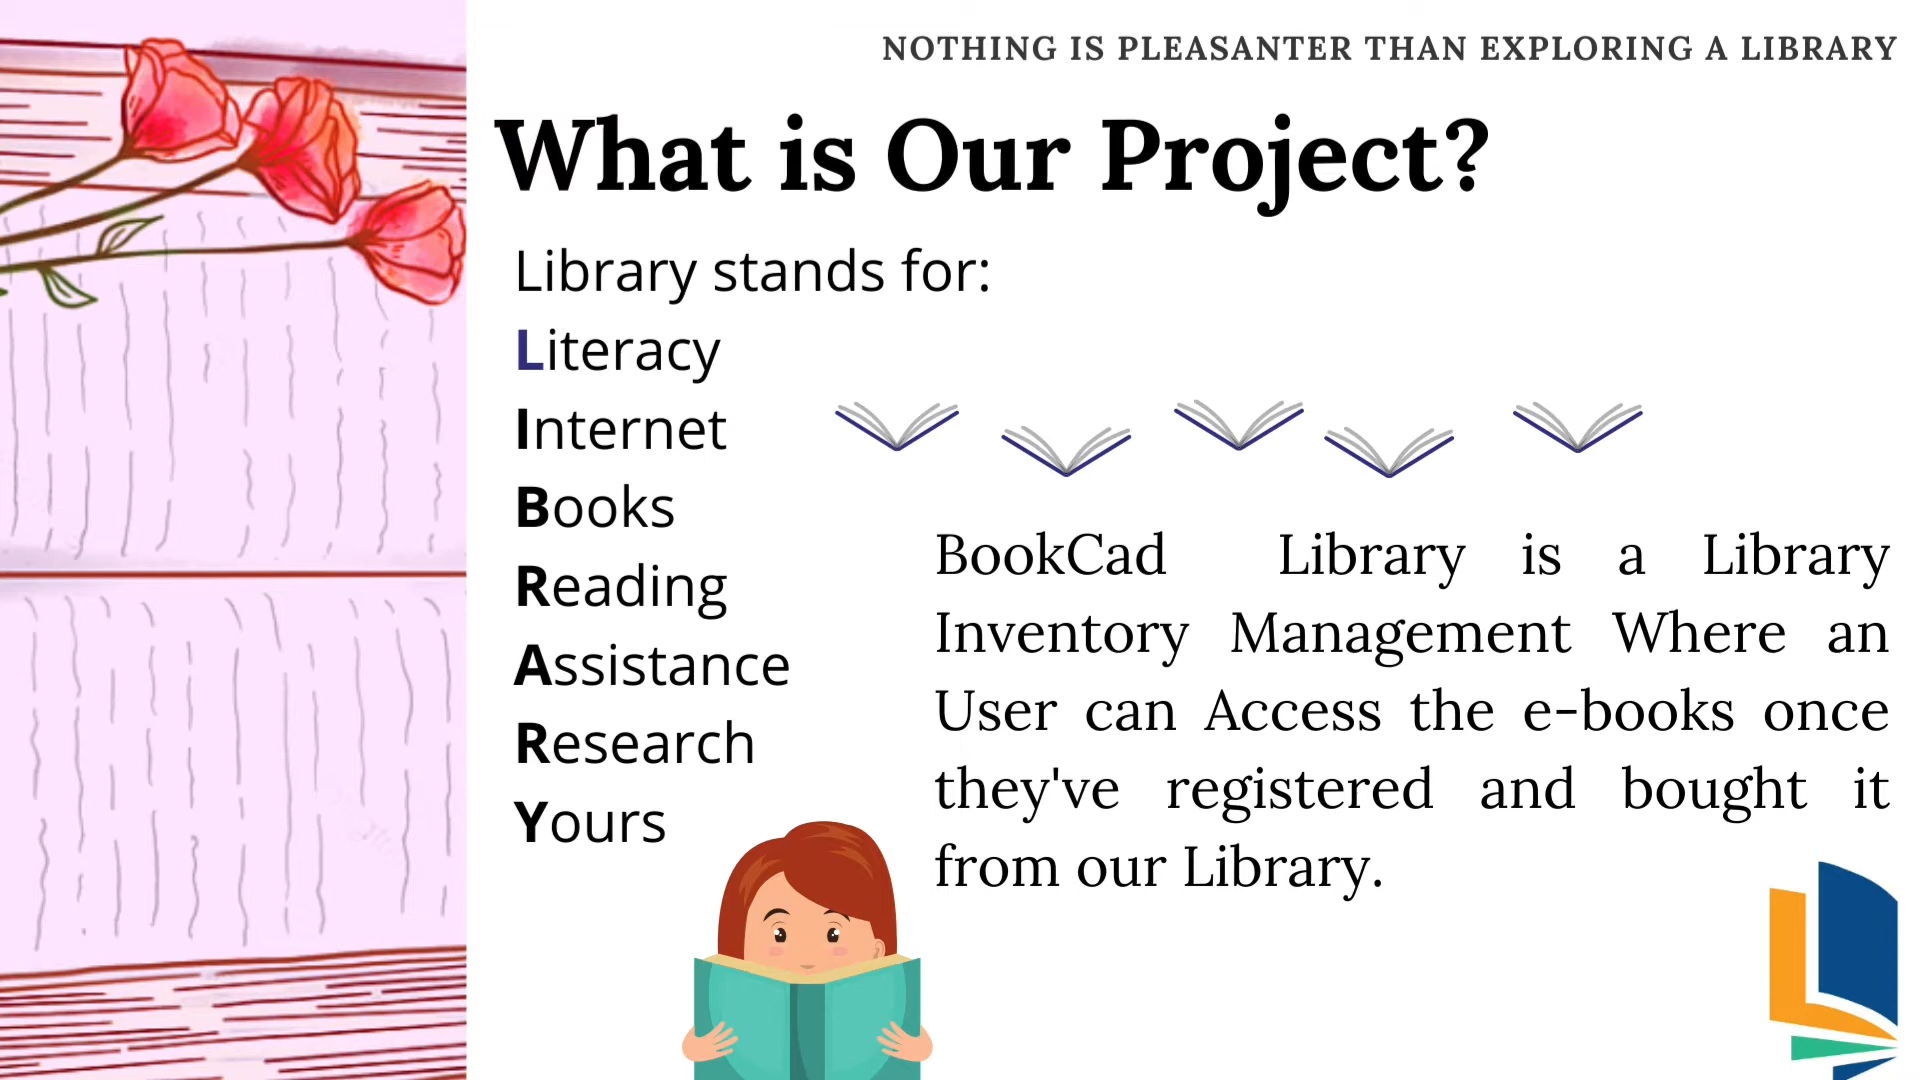 NOTHING IS PLEASANTER THAN EXPLORING A LIBRARY
What is Our Project?
Library stands for:
Literacy
Internet
Books
Reading
Assistance
Research
Yours
BookCad Library is a Library
Inventory Management Where an
User can Access the e-books once
they've registered and bought it
from our Library.